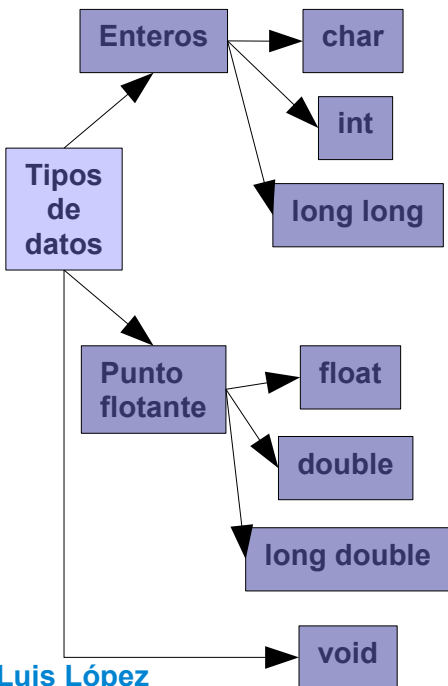 Enteros
char
int
long long
Tipos
de
datos
Punto
flotante
float
double
long double
void
Luis López